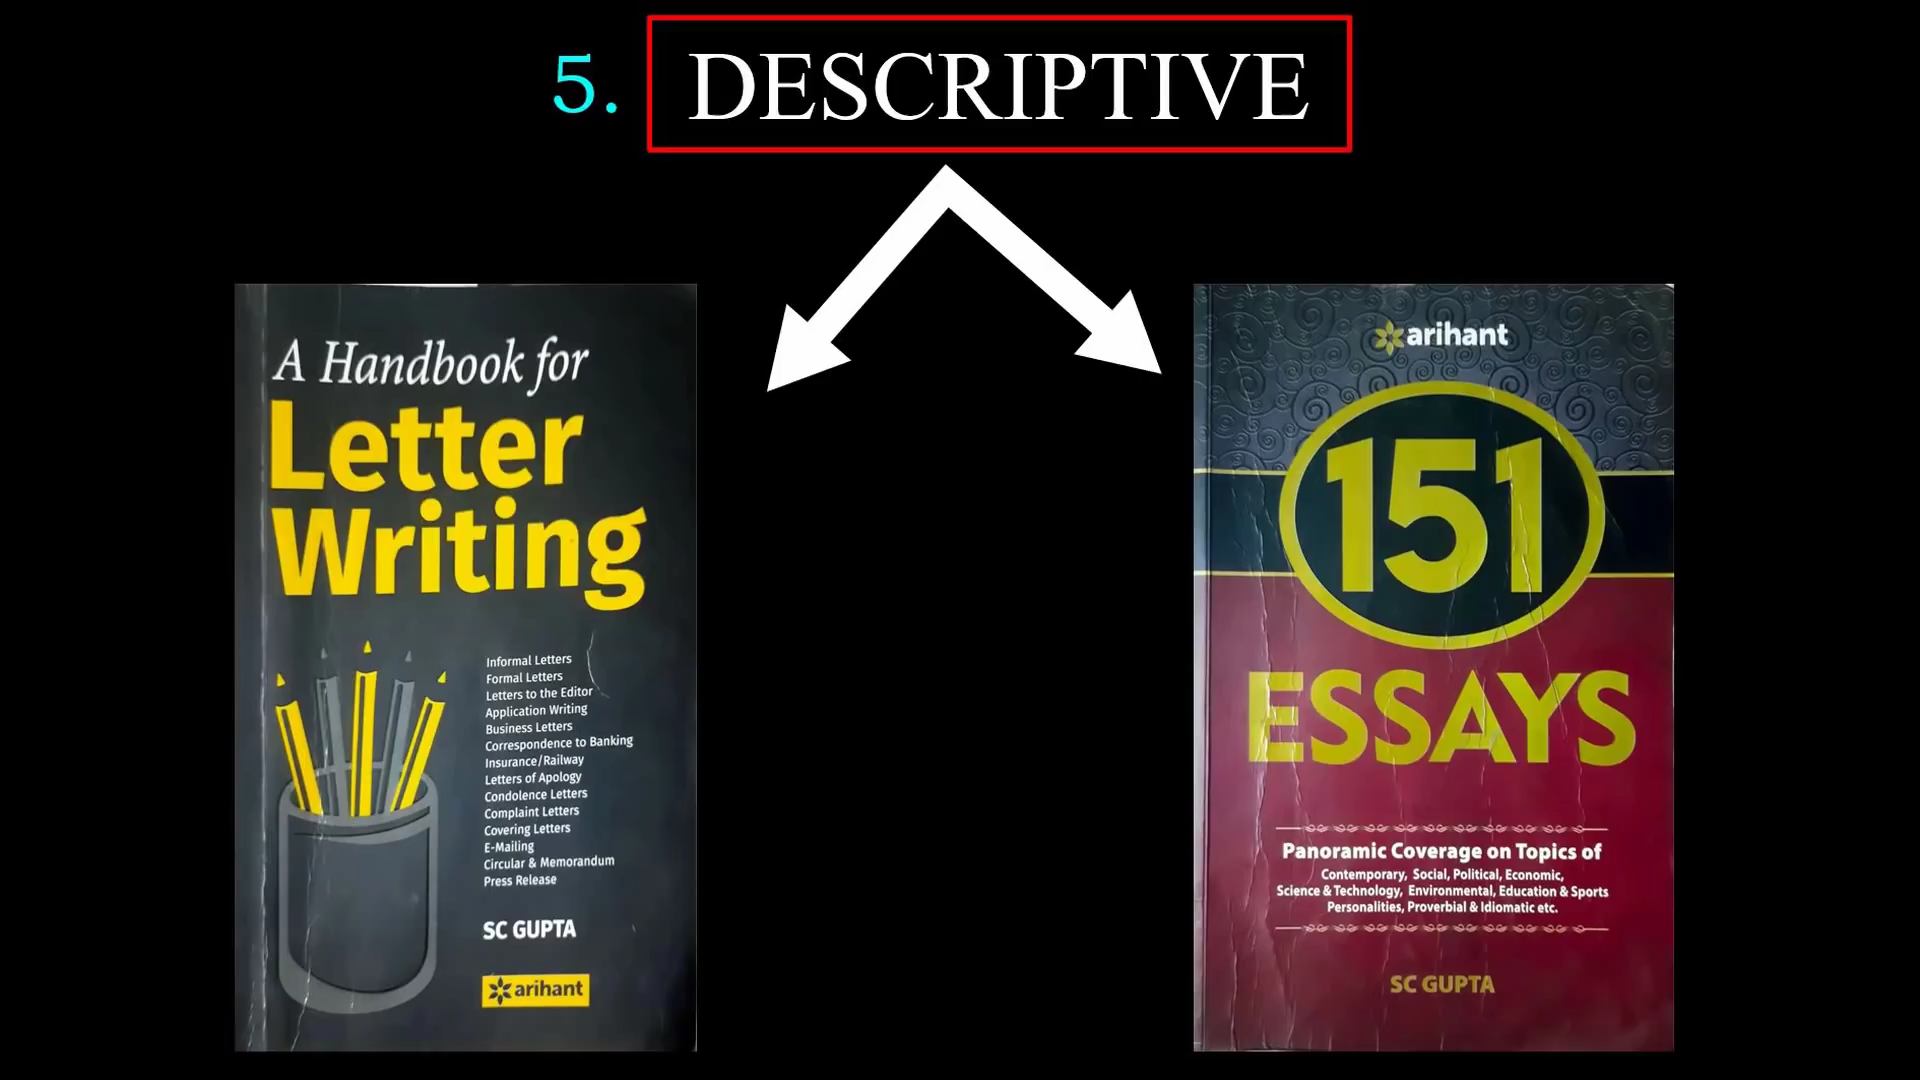 5. DESCRIPTIVE
A Handbook for
Letter
Writing
Informal Letters
Formal Letters
Letters to the Editor
Application Writing
Business Letters
Correspondence to Banking
Insurance/Railway
Letters of Apology
Condolence Letters
Complaint Letters
Covering Letters
E-Mailing
Circular & Memorandum
Press Release
SC GUPTA
arihant
arihant
151
ESSAYS
Panoramic Coverage on Topics of
Contemporary, Social, Political, Economic,
Science & Technology, Environmental, Education & Sports
Personalities, Proverbial & Idiomatic etc.
SC GUPTA